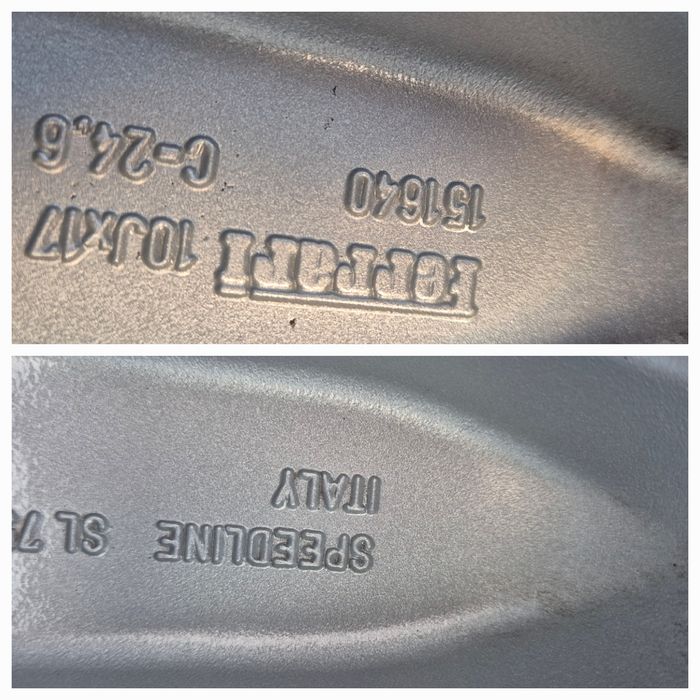 Ferrari 10Jx17
151640 C-24,6
SPEEDLINE SL
ITALY